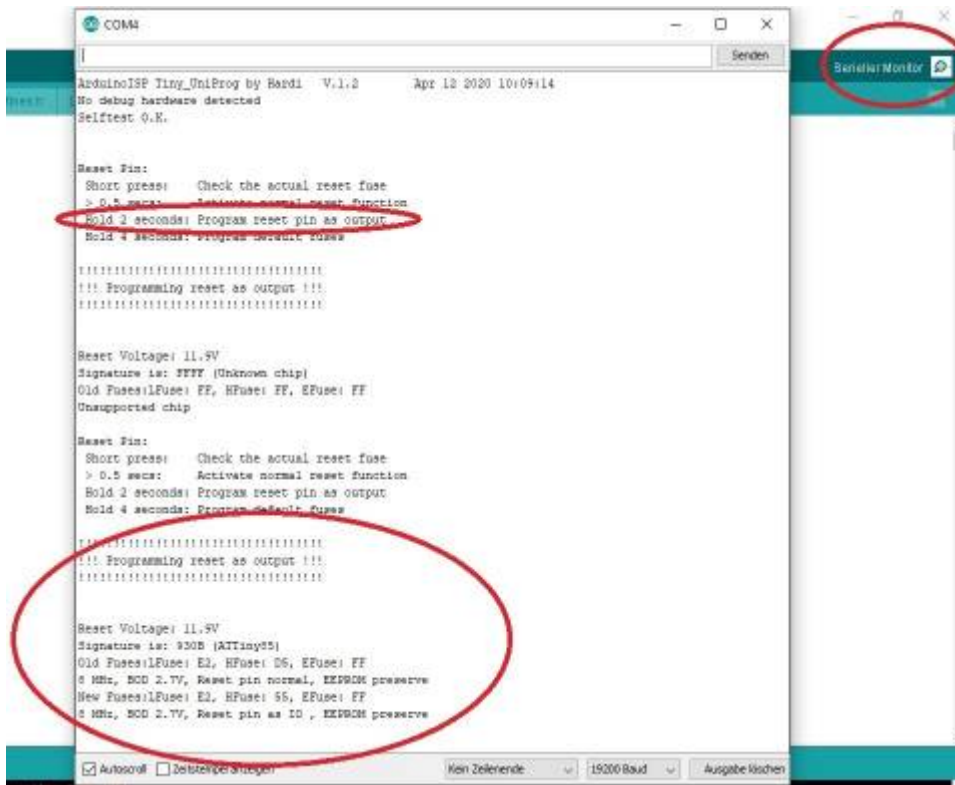 COM4
Senden
Serieller Monitor
ArduinoISP Tiny_UniProg by Hardi V.1.2 Apr 12 2020 10:09:14
No debug hardware detected
Selftest O.K.
Reset Pin:
Short press: Check the actual reset fuse
> 0.5 secs: Activate normal reset function
Hold 2 seconds: Program reset pin as output
Hold 4 seconds: Program default fuses
!!!!!!!!!!!!!!!!!!!!!!!!!!!!!!!!!!
!!! Programming reset as output !!!
!!!!!!!!!!!!!!!!!!!!!!!!!!!!!!!!!!
Reset Voltage: 11.9V
Signature is: FFFF (Unknown chip)
Old Fuses:LFuse: FF, HFuse: FF, EFuse: FF
Unsupported chip
Reset Pin:
Short press: Check the actual reset fuse
> 0.5 secs: Activate normal reset function
Hold 2 seconds: Program reset pin as output
Hold 4 seconds: Program default fuses
!!!!!!!!!!!!!!!!!!!!!!!!!!!!!!!!!!
!!! Programming reset as output !!!
!!!!!!!!!!!!!!!!!!!!!!!!!!!!!!!!!!
Reset Voltage: 11.9V
Signature is: 930B (ATTiny85)
Old Fuses:LFuse: E2, HFuse: D5, EFuse: FF
8 MHz, BOD 2.7V, Reset pin normal, EEPROM preserve
New Fuses:LFuse: E2, HFuse: 55, EFuse: FF
8 MHz, BOD 2.7V, Reset pin as IO , EEPROM preserve
Autoscroll Zeitstempel anzeigen Kein Zeilenende 19200 Baud Ausgabe löschen